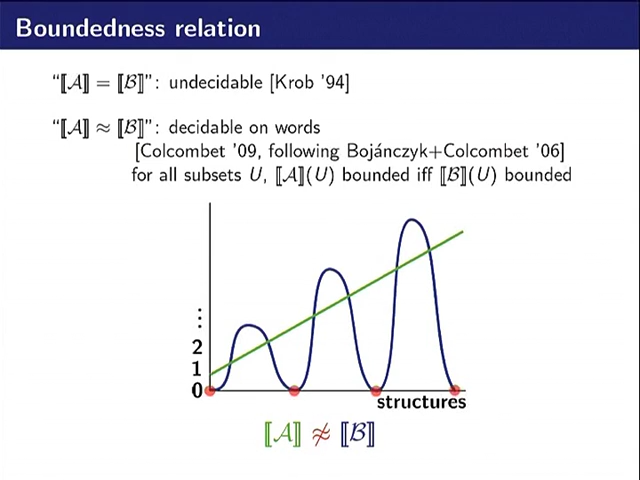 Boundedness relation
“⟦𝒜⟧ = ⟦ℬ⟧”: undecidable [Krob '94]
“⟦𝒜⟧ ≈ ⟦ℬ⟧”: decidable on words
[Colcombet '09, following Bojánczyk+Colcombet '06]
for all subsets U, ⟦𝒜⟧(U) bounded iff ⟦ℬ⟧(U) bounded
⋮
2
1
0
structures
⟦𝒜⟧ ≉ ⟦ℬ⟧